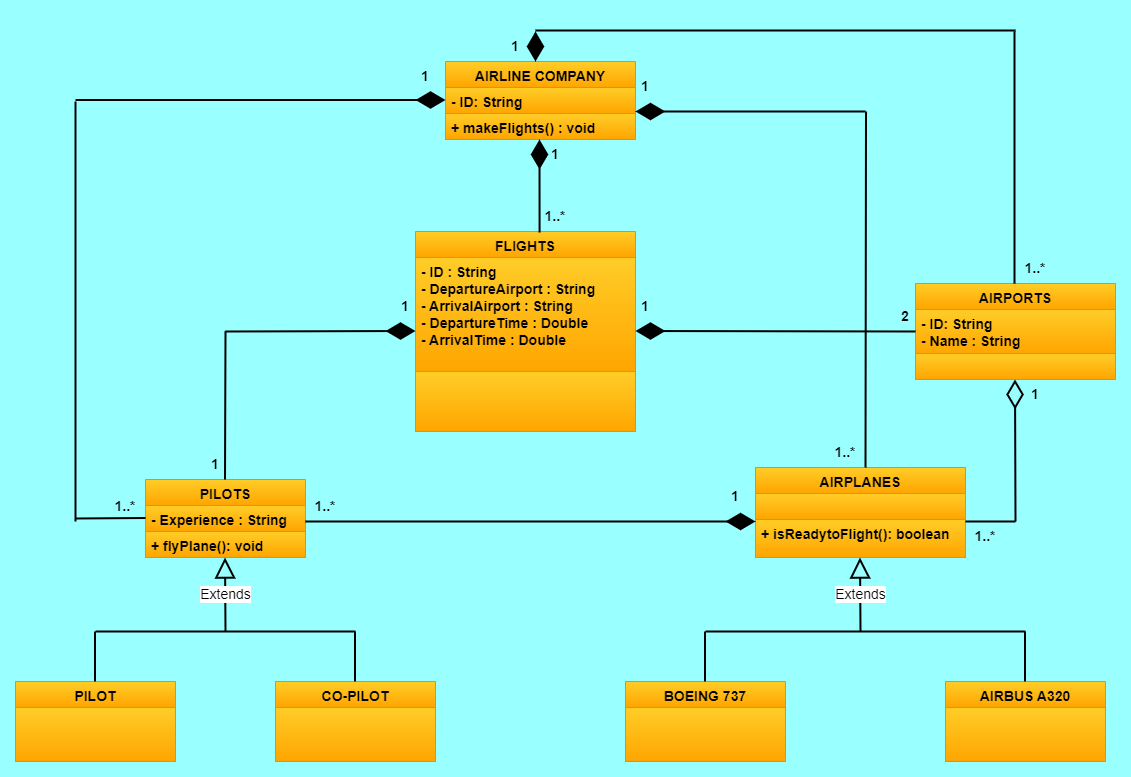 1
1
AIRLINE COMPANY
1
- ID: String
+ makeFlights() : void
1
1..*
FLIGHTS
- ID : String
- DepartureAirport : String
- ArrivalAirport : String
- DepartureTime : Double
- ArrivalTime : Double
1
1
2
1..*
AIRPORTS
- ID: String
- Name : String
1
1
1..*
PILOTS
- Experience : String
+ flyPlane(): void
1..*
1..*
1
AIRPLANES
+ isReadytoFlight(): boolean
1..*
Extends
Extends
PILOT
CO-PILOT
BOEING 737
AIRBUS A320